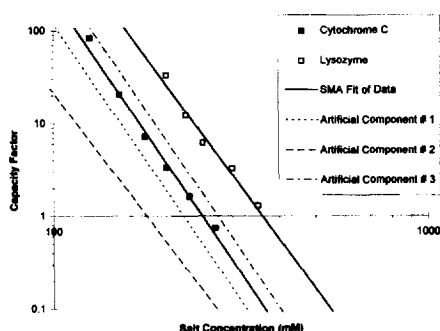 100
10
1
0.1
Capacity Factor
100
1000
Salt Concentration (mM)
Cytochrome C
Lysozyme
SMA Fit of Data
Artificial Component # 1
Artificial Component # 2
Artificial Component # 3